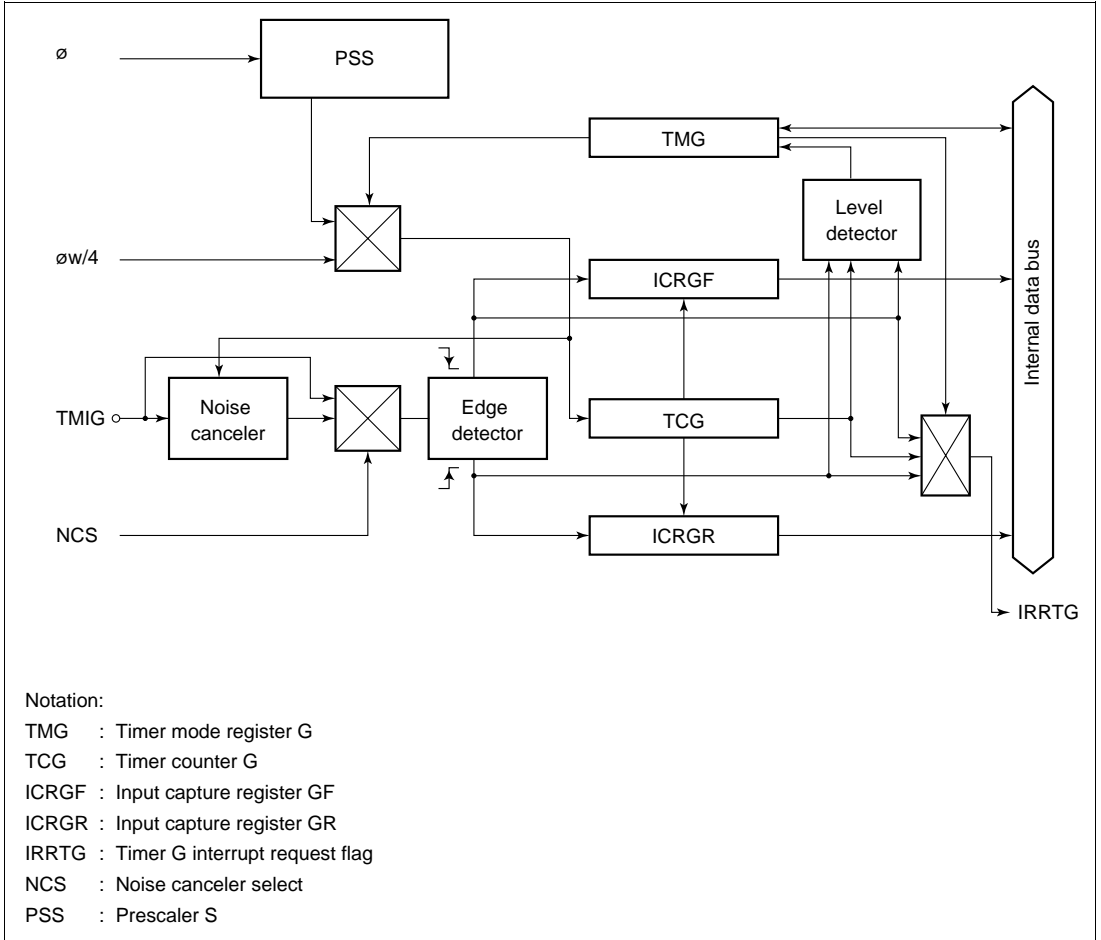 ø
PSS
TMG
Level
detector
øw/4
ICRGF
Internal data bus
TMIG
Noise
canceler
Edge
detector
TCG
NCS
ICRGR
IRRTG
Notation:
TMG : Timer mode register G
TCG : Timer counter G
ICRGF : Input capture register GF
ICRGR : Input capture register GR
IRRTG : Timer G interrupt request flag
NCS : Noise canceler select
PSS : Prescaler S